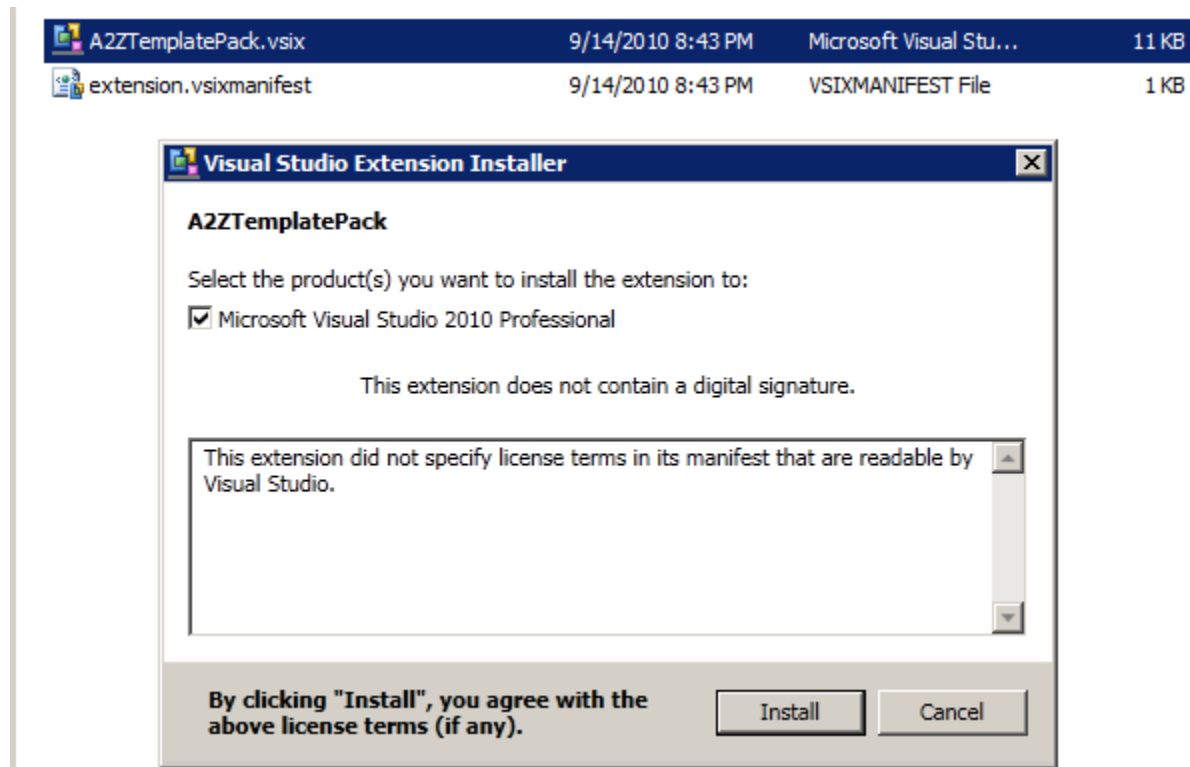 A2ZTemplatePack.vsix 9/14/2010 8:43 PM Microsoft Visual Stu... 11 KB
extension.vsixmanifest 9/14/2010 8:43 PM VSIXMANIFEST File 1 KB
Visual Studio Extension Installer
A2ZTemplatePack
Select the product(s) you want to install the extension to:
Microsoft Visual Studio 2010 Professional
This extension does not contain a digital signature.
This extension did not specify license terms in its manifest that are readable by
Visual Studio.
By clicking "Install", you agree with the
above license terms (if any).
Install Cancel